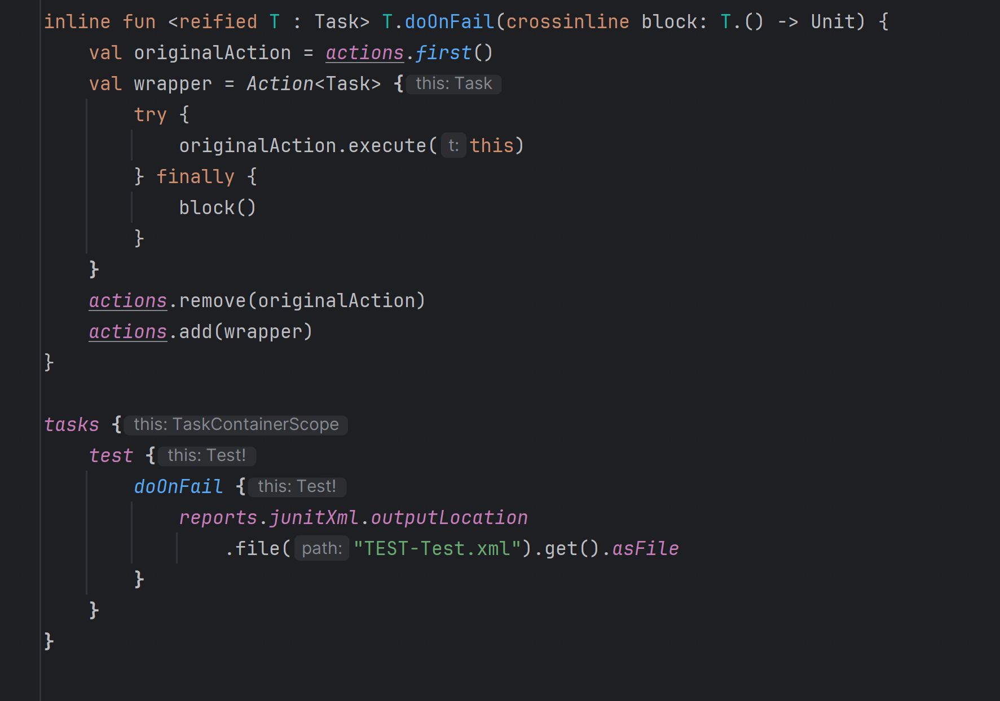 inline fun <reified T : Task> T.doOnFail(crossinline block: T.() -> Unit) {
    val originalAction = actions.first()
    val wrapper = Action<Task> { this: Task
        try {
            originalAction.execute( t: this)
        } finally {
            block()
        }
    }
    actions.remove(originalAction)
    actions.add(wrapper)
}

tasks { this: TaskContainerScope
    test { this: Test!
        doOnFail { this: Test!
            reports.junitXml.outputLocation
                .file( path: "TEST-Test.xml").get().asFile
        }
    }
}